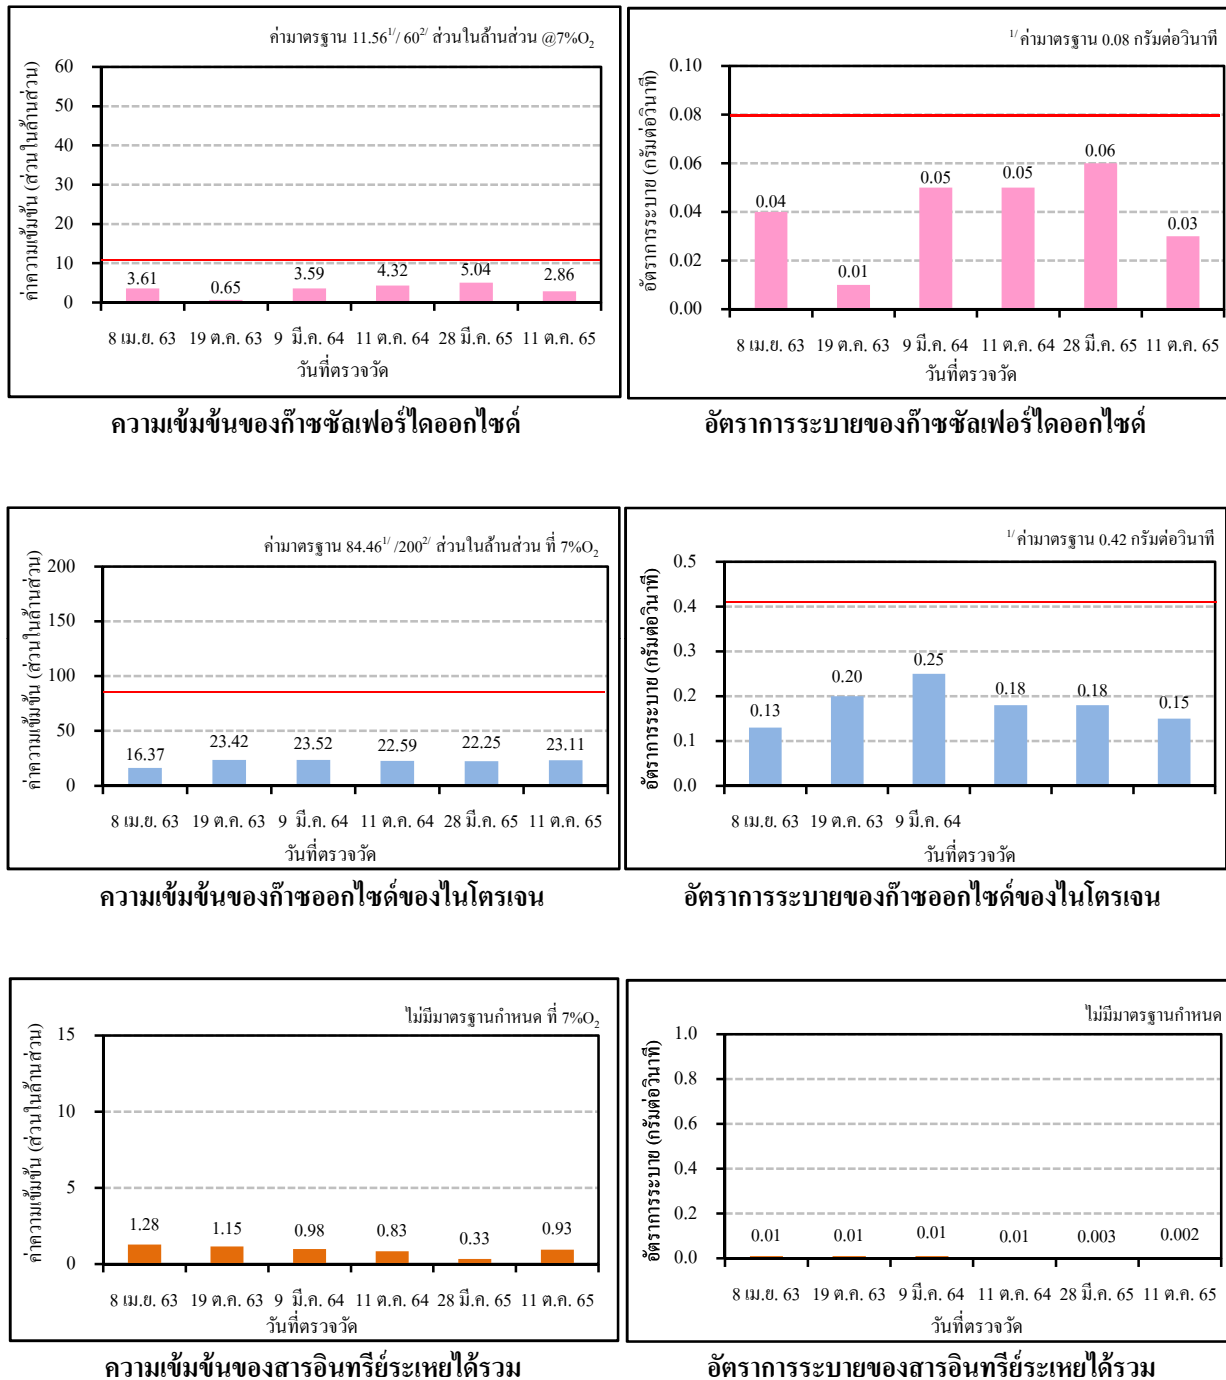 ค่ามาตรฐาน 11.56^1/ / 60^2/ ส่วนในล้านส่วน @7%O₂
ค่าความเข้มข้น (ส่วนในล้านส่วน)
60
50
40
30
20
10
0
3.61 0.65 3.59 4.32 5.04 2.86
8 เม.ย. 63 19 ต.ค. 63 9 มี.ค. 64 11 ต.ค. 64 28 มี.ค. 65 11 ต.ค. 65
วันที่ตรวจวัด
ความเข้มข้นของก๊าซซัลเฟอร์ไดออกไซด์
^1/ ค่ามาตรฐาน 0.08 กรัมต่อวินาที
อัตราการระบาย (กรัมต่อวินาที)
0.10
0.08
0.06
0.04
0.02
0.00
0.04 0.01 0.05 0.05 0.06 0.03
8 เม.ย. 63 19 ต.ค. 63 9 มี.ค. 64 11 ต.ค. 64 28 มี.ค. 65 11 ต.ค. 65
วันที่ตรวจวัด
อัตราการระบายของก๊าซซัลเฟอร์ไดออกไซด์
ค่ามาตรฐาน 84.46^1/ /200^2/ ส่วนในล้านส่วน ที่ 7%O₂
ค่าความเข้มข้น (ส่วนในล้านส่วน)
200
150
100
50
0
16.37 23.42 23.52 22.59 22.25 23.11
8 เม.ย. 63 19 ต.ค. 63 9 มี.ค. 64 11 ต.ค. 64 28 มี.ค. 65 11 ต.ค. 65
วันที่ตรวจวัด
ความเข้มข้นของก๊าซออกไซด์ของไนโตรเจน
^1/ ค่ามาตรฐาน 0.42 กรัมต่อวินาที
อัตราการระบาย (กรัมต่อวินาที)
0.5
0.4
0.3
0.2
0.1
0.0
0.13 0.20 0.25 0.18 0.18 0.15
8 เม.ย. 63 19 ต.ค. 63 9 มี.ค. 64
วันที่ตรวจวัด
อัตราการระบายของก๊าซออกไซด์ของไนโตรเจน
ไม่มีมาตรฐานกำหนด ที่ 7%O₂
ค่าความเข้มข้น (ส่วนในล้านส่วน)
15
10
5
0
1.28 1.15 0.98 0.83 0.33 0.93
8 เม.ย. 63 19 ต.ค. 63 9 มี.ค. 64 11 ต.ค. 64 28 มี.ค. 65 11 ต.ค. 65
วันที่ตรวจวัด
ความเข้มข้นของสารอินทรีย์ระเหยได้รวม
ไม่มีมาตรฐานกำหนด
อัตราการระบาย (กรัมต่อวินาที)
1.0
0.8
0.6
0.4
0.2
0.0
0.01 0.01 0.01 0.01 0.003 0.002
8 เม.ย. 63 19 ต.ค. 63 9 มี.ค. 64 11 ต.ค. 64 28 มี.ค. 65 11 ต.ค. 65
วันที่ตรวจวัด
อัตราการระบายของสารอินทรีย์ระเหยได้รวม